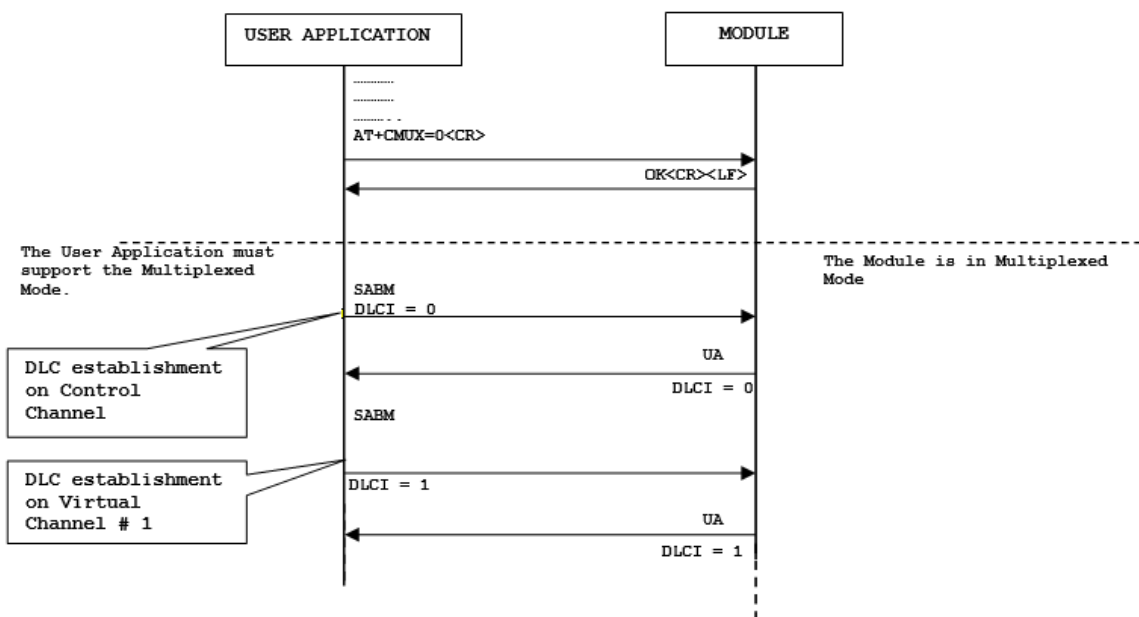 USER APPLICATION
MODULE
AT+CMUX=0<CR>
OK<CR><LF>
The User Application must
support the Multiplexed
Mode.
The Module is in Multiplexed
Mode
SABM
DLCI = 0
DLC establishment
on Control
Channel
UA
DLCI = 0
SABM
DLC establishment
on Virtual
Channel # 1
DLCI = 1
UA
DLCI = 1